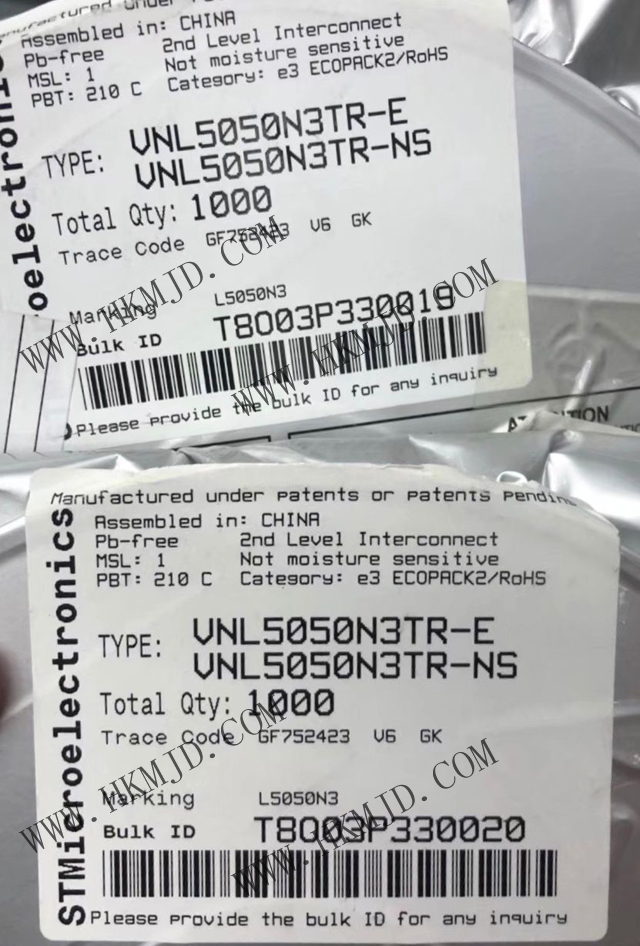 Manufactured under
Assembled in: CHINA
Pb-free 2nd Level Interconnect
MSL: 1 Not moisture sensitive
PBT: 210 C Category: e3 ECOPACK2/RoHS
TYPE: VNL5050N3TR-E
VNL5050N3TR-NS
Total Qty: 1000
Trace Code GF752423 V6 GK
Marking L5050N3
Bulk ID T8003P330019
Please provide the bulk ID for any inquiry
oelectronics
WWW.HKMJD.COM
WWW.HKMJD.COM
Manufactured under patents or patents pending
Assembled in: CHINA
Pb-free 2nd Level Interconnect
MSL: 1 Not moisture sensitive
PBT: 210 C Category: e3 ECOPACK2/RoHS
TYPE: VNL5050N3TR-E
VNL5050N3TR-NS
Total Qty: 1000
Trace Code GF752423 V6 GK
Marking L5050N3
Bulk ID T8003P330020
Please provide the bulk ID for any inquiry
STMicroelectronics
WWW.HKMJD.COM
WWW.HKMJD.COM